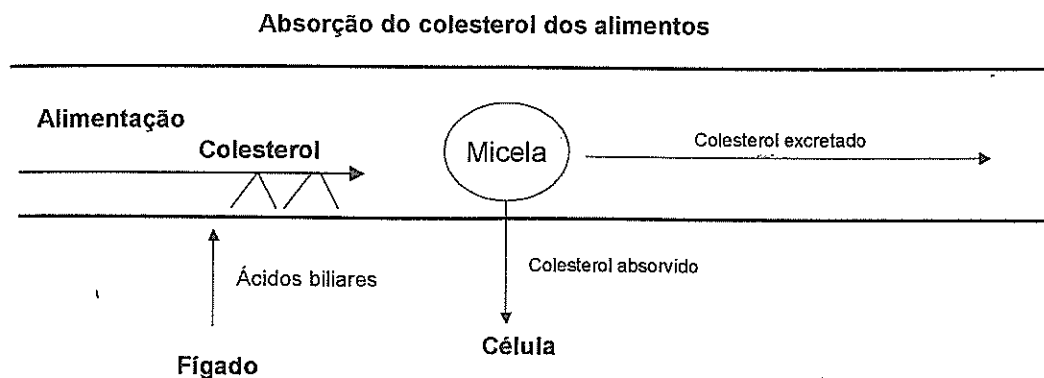 Absorção do colesterol dos alimentos
Alimentação
Colesterol
Micela
Colesterol excretado
Ácidos biliares
Colesterol absorvido
Fígado
Célula